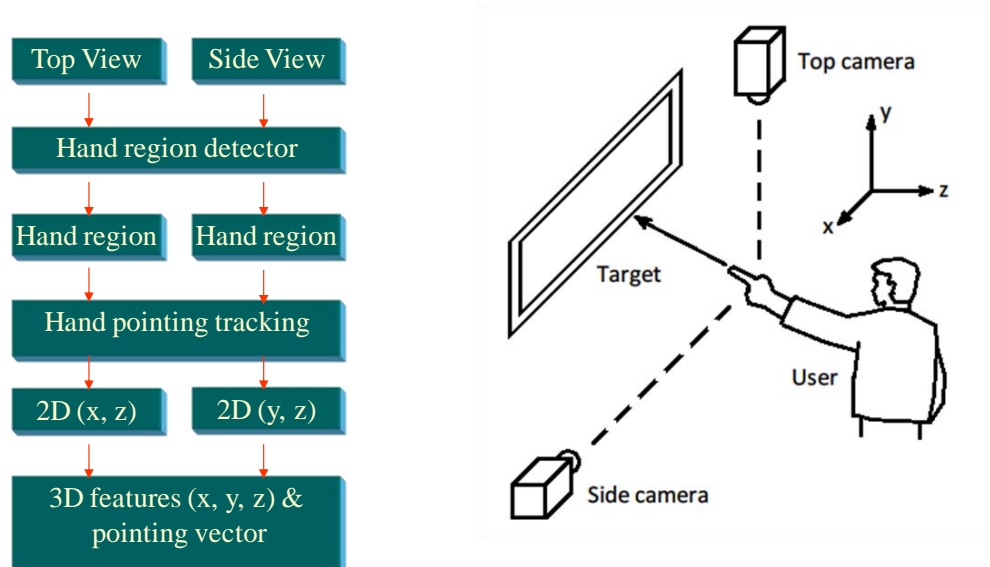 Top View
Side View
Hand region detector
Hand region
Hand region
Hand pointing tracking
2D (x, z)
2D (y, z)
3D features (x, y, z) &
pointing vector
Top camera
y
z
x
Target
User
Side camera